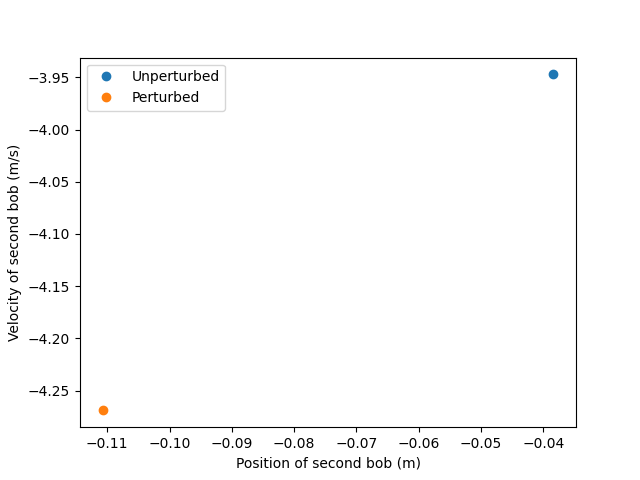 Unperturbed
Perturbed
−3.95
−4.00
−4.05
−4.10
−4.15
−4.20
−4.25
Velocity of second bob (m/s)
−0.11 −0.10 −0.09 −0.08 −0.07 −0.06 −0.05 −0.04
Position of second bob (m)